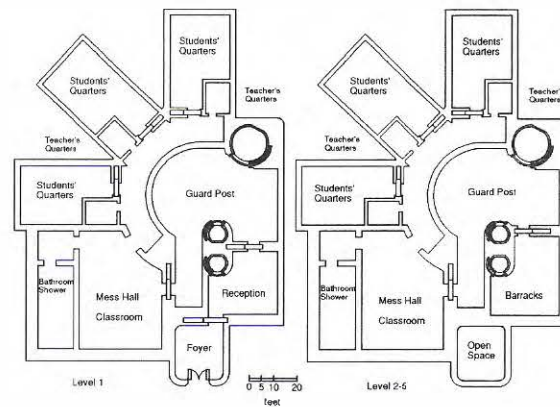 Students'
Quarters
Students'
Quarters
Teacher's
Quarters
Teacher's
Quarters
Students'
Quarters
Guard Post
Bathroom
Shower
Mess Hall
Classroom
Reception
Foyer
Level 1
0 5 10 20
feet
Students'
Quarters
Students'
Quarters
Teacher's
Quarters
Teacher's
Quarters
Students'
Quarters
Guard Post
Bathroom
Shower
Mess Hall
Classroom
Barracks
Open
Space
Level 2-5